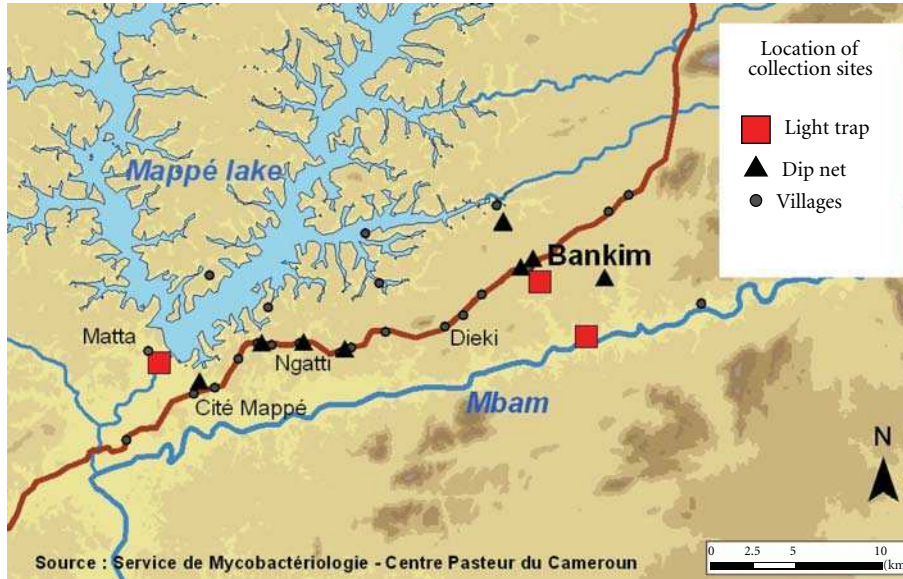 Location of
collection sites
Light trap
Dip net
Villages
Mappé lake
Bankim
Matta
Dieki
Ngatti
Cité Mappé
Mbam
N
Source : Service de Mycobactériologie - Centre Pasteur du Cameroun
0 2.5 5 10
(km